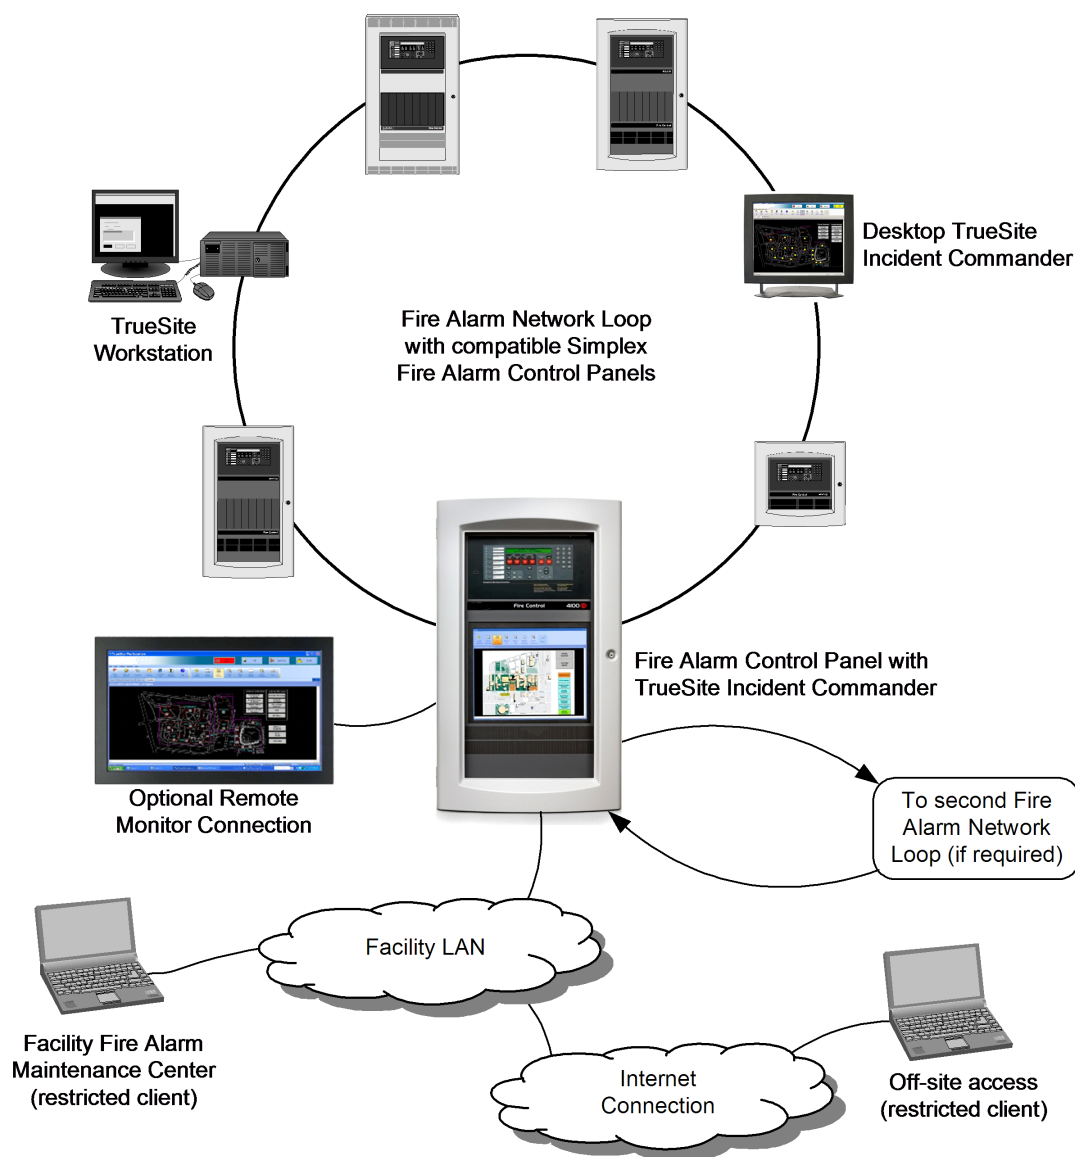 Desktop TrueSite
Incident Commander
TrueSite
Workstation
Fire Alarm Network Loop
with compatible Simplex
Fire Alarm Control Panels
Fire Control 4100
Fire Alarm Control Panel with
TrueSite Incident Commander
Optional Remote
Monitor Connection
To second Fire
Alarm Network
Loop (if required)
Facility LAN
Facility Fire Alarm
Maintenance Center
(restricted client)
Internet
Connection
Off-site access
(restricted client)